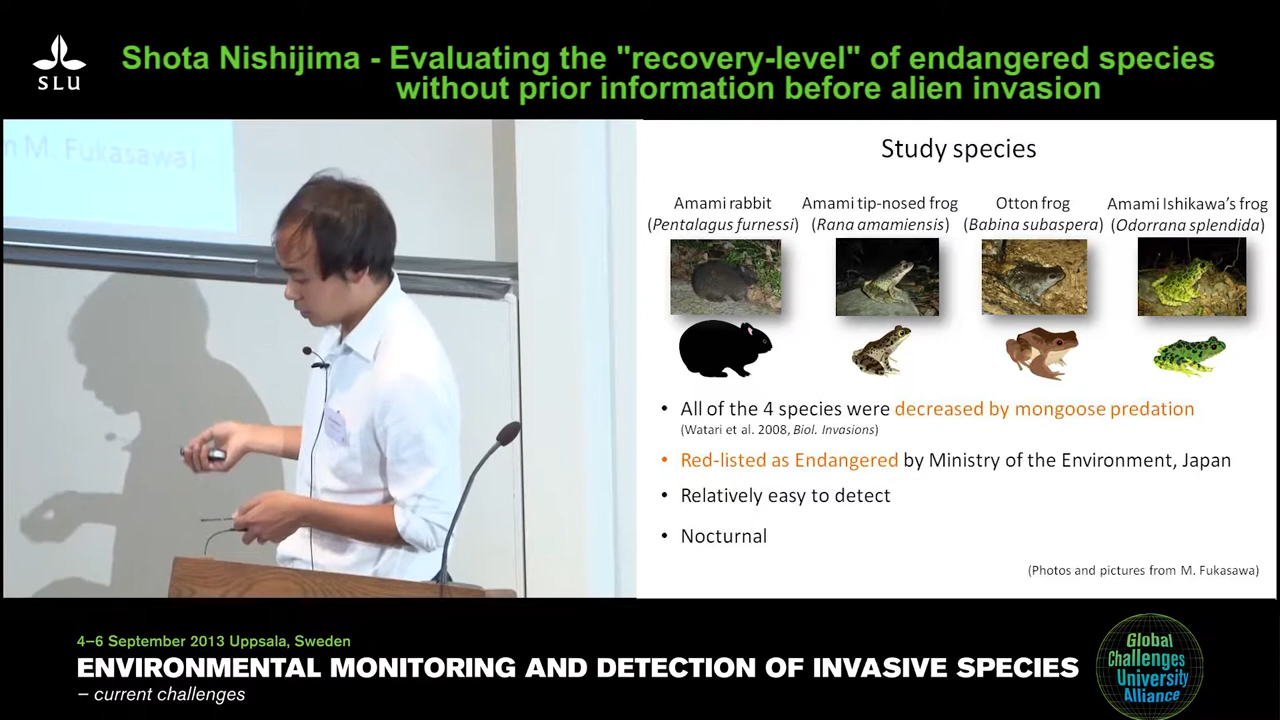 SLU
Shota Nishijima - Evaluating the "recovery-level" of endangered species
without prior information before alien invasion
M. Fukasawa)
Study species
Amami rabbit
(Pentalagus furnessi)
Amami tip-nosed frog
(Rana amamiensis)
Otton frog
(Babina subaspera)
Amami Ishikawa's frog
(Odorrana splendida)
• All of the 4 species were decreased by mongoose predation
(Watari et al. 2008, Biol. Invasions)
• Red-listed as Endangered by Ministry of the Environment, Japan
• Relatively easy to detect
• Nocturnal
(Photos and pictures from M. Fukasawa)
4–6 September 2013 Uppsala, Sweden
ENVIRONMENTAL MONITORING AND DETECTION OF INVASIVE SPECIES
– current challenges
Global
Challenges
University
Alliance